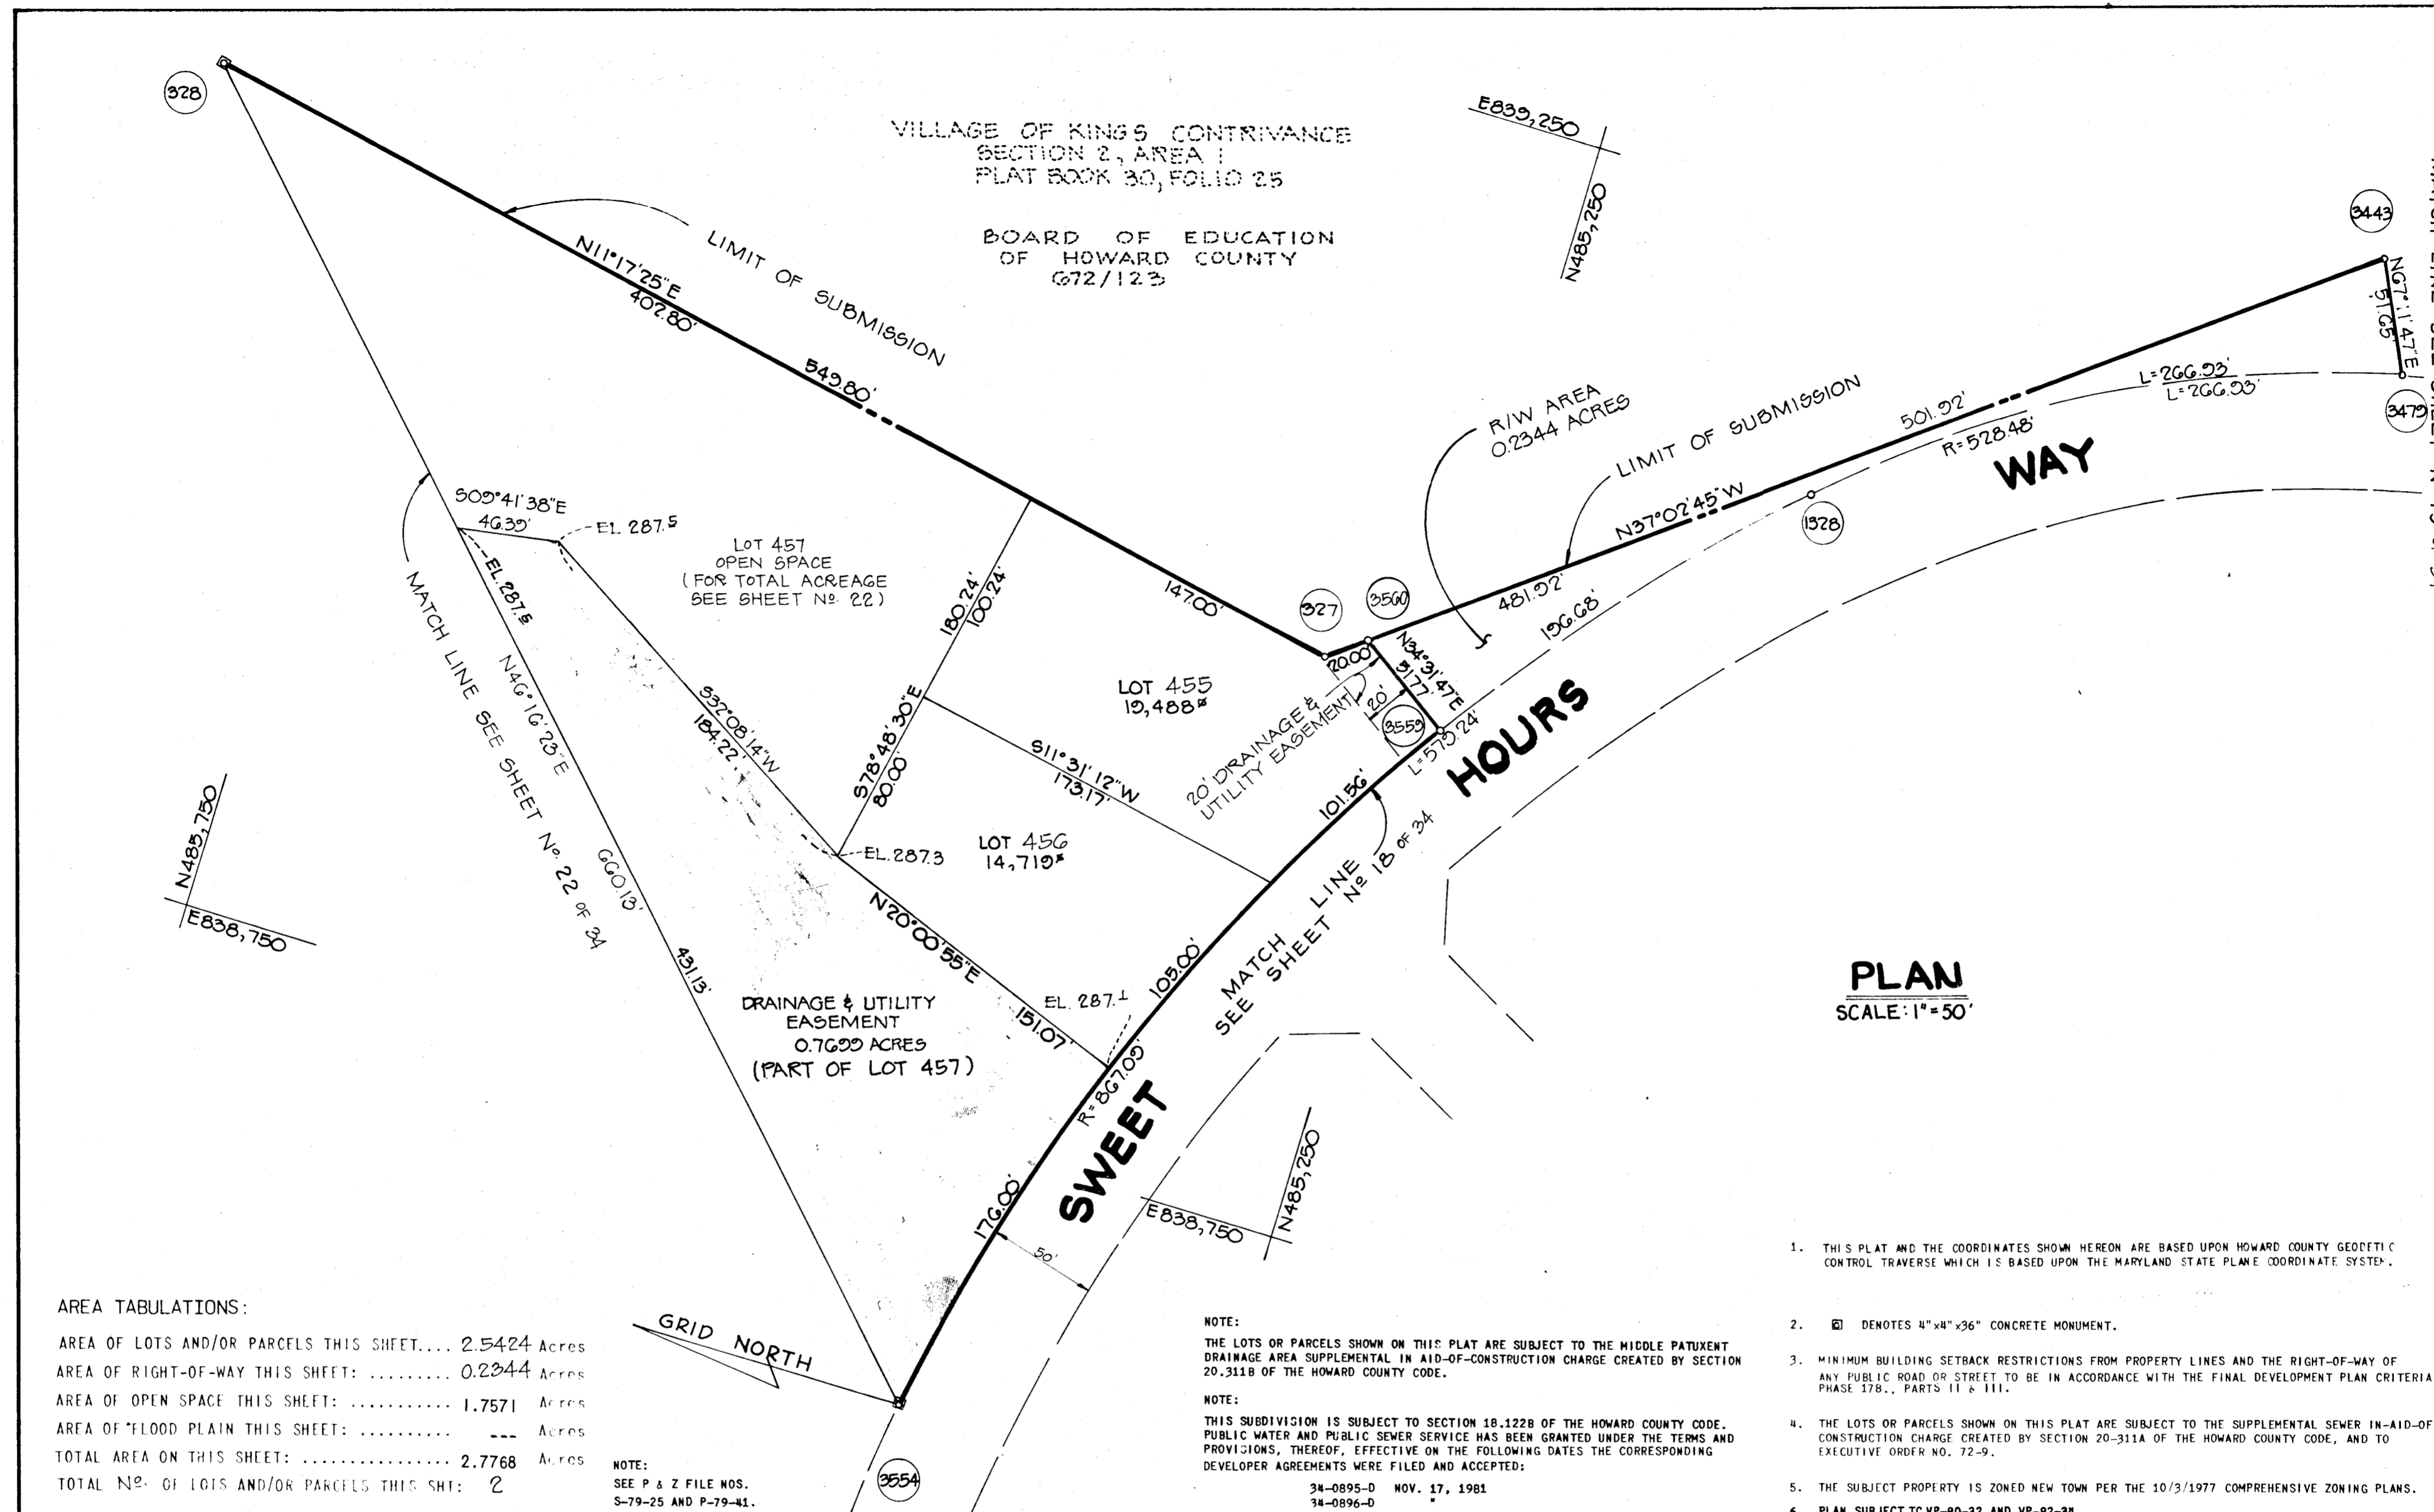 328
VILLAGE OF KINGS CONTRIVANCE
SECTION 2, AREA 1
PLAT BOOK 30, FOLIO 25
BOARD OF EDUCATION
OF HOWARD COUNTY
672/123
E839,250
N485,250
3443
N67°11'47"E
51.65'
3479
LIMIT OF SUBMISSION
N11°17'25"E
402.80'
549.80'
147.00'
R/W AREA
0.2344 ACRES
LIMIT OF SUBMISSION
501.92'
L=266.93'
L=266.93'
R=528.48'
WAY
N37°02'45"W
481.92'
1328
196.68'
327
3560
20.00'
N34°31'47"E
51.77'
20'
3559
L=579.24'
HOURS
S09°41'38"E
46.39'
EL. 287.5
EL. 287.5
LOT 457
OPEN SPACE
(FOR TOTAL ACREAGE
SEE SHEET Nº. 22)
180.24'
100.24'
S78°48'30"E
80.00'
LOT 455
19,488
20' DRAINAGE &
UTILITY EASEMENT
S11°31'12"W
173.17'
101.56'
MATCH LINE SEE SHEET Nº. 22 OF 34
N46°16'23"E
660.13'
431.13'
S32°08'14"W
184.22'
EL. 287.3
LOT 456
14,719
N20°00'55"E
151.07'
EL. 287.1
105.00'
MATCH LINE
SEE SHEET Nº 18 OF 34
R=867.09'
SWEET
176.00'
50'
DRAINAGE & UTILITY
EASEMENT
0.7699 ACRES
(PART OF LOT 457)
N485,750
E838,750
E838,750
N485,250
PLAN
SCALE: 1"=50'
GRID NORTH
3554
AREA TABULATIONS:
AREA OF LOTS AND/OR PARCELS THIS SHEET.... 2.5424 Acres
AREA OF RIGHT-OF-WAY THIS SHEET: ......... 0.2344 Acres
AREA OF OPEN SPACE THIS SHEET: ........... 1.7571 Acres
AREA OF FLOOD PLAIN THIS SHEET: .......... --- Acres
TOTAL AREA ON THIS SHEET: ................ 2.7768 Acres
TOTAL Nº. OF LOTS AND/OR PARCELS THIS SHT: 2
NOTE:
SEE P & Z FILE NOS.
S-79-25 AND P-79-41.
NOTE:
THE LOTS OR PARCELS SHOWN ON THIS PLAT ARE SUBJECT TO THE MIDDLE PATUXENT
DRAINAGE AREA SUPPLEMENTAL IN AID-OF-CONSTRUCTION CHARGE CREATED BY SECTION
20.311B OF THE HOWARD COUNTY CODE.
NOTE:
THIS SUBDIVISION IS SUBJECT TO SECTION 18.122B OF THE HOWARD COUNTY CODE.
PUBLIC WATER AND PUBLIC SEWER SERVICE HAS BEEN GRANTED UNDER THE TERMS AND
PROVISIONS, THEREOF, EFFECTIVE ON THE FOLLOWING DATES THE CORRESPONDING
DEVELOPER AGREEMENTS WERE FILED AND ACCEPTED:
34-0895-D NOV. 17, 1981
34-0896-D "
1. THIS PLAT AND THE COORDINATES SHOWN HEREON ARE BASED UPON HOWARD COUNTY GEODETIC
CONTROL TRAVERSE WHICH IS BASED UPON THE MARYLAND STATE PLANE COORDINATE SYSTEM.
2. DENOTES 4"x4"x36" CONCRETE MONUMENT.
3. MINIMUM BUILDING SETBACK RESTRICTIONS FROM PROPERTY LINES AND THE RIGHT-OF-WAY OF
ANY PUBLIC ROAD OR STREET TO BE IN ACCORDANCE WITH THE FINAL DEVELOPMENT PLAN CRITERIA
PHASE 178., PARTS II & III.
4. THE LOTS OR PARCELS SHOWN ON THIS PLAT ARE SUBJECT TO THE SUPPLEMENTAL SEWER IN-AID-OF
CONSTRUCTION CHARGE CREATED BY SECTION 20-311A OF THE HOWARD COUNTY CODE, AND TO
EXECUTIVE ORDER NO. 72-9.
5. THE SUBJECT PROPERTY IS ZONED NEW TOWN PER THE 10/3/1977 COMPREHENSIVE ZONING PLANS.
6. PLAN SUBJECT TO